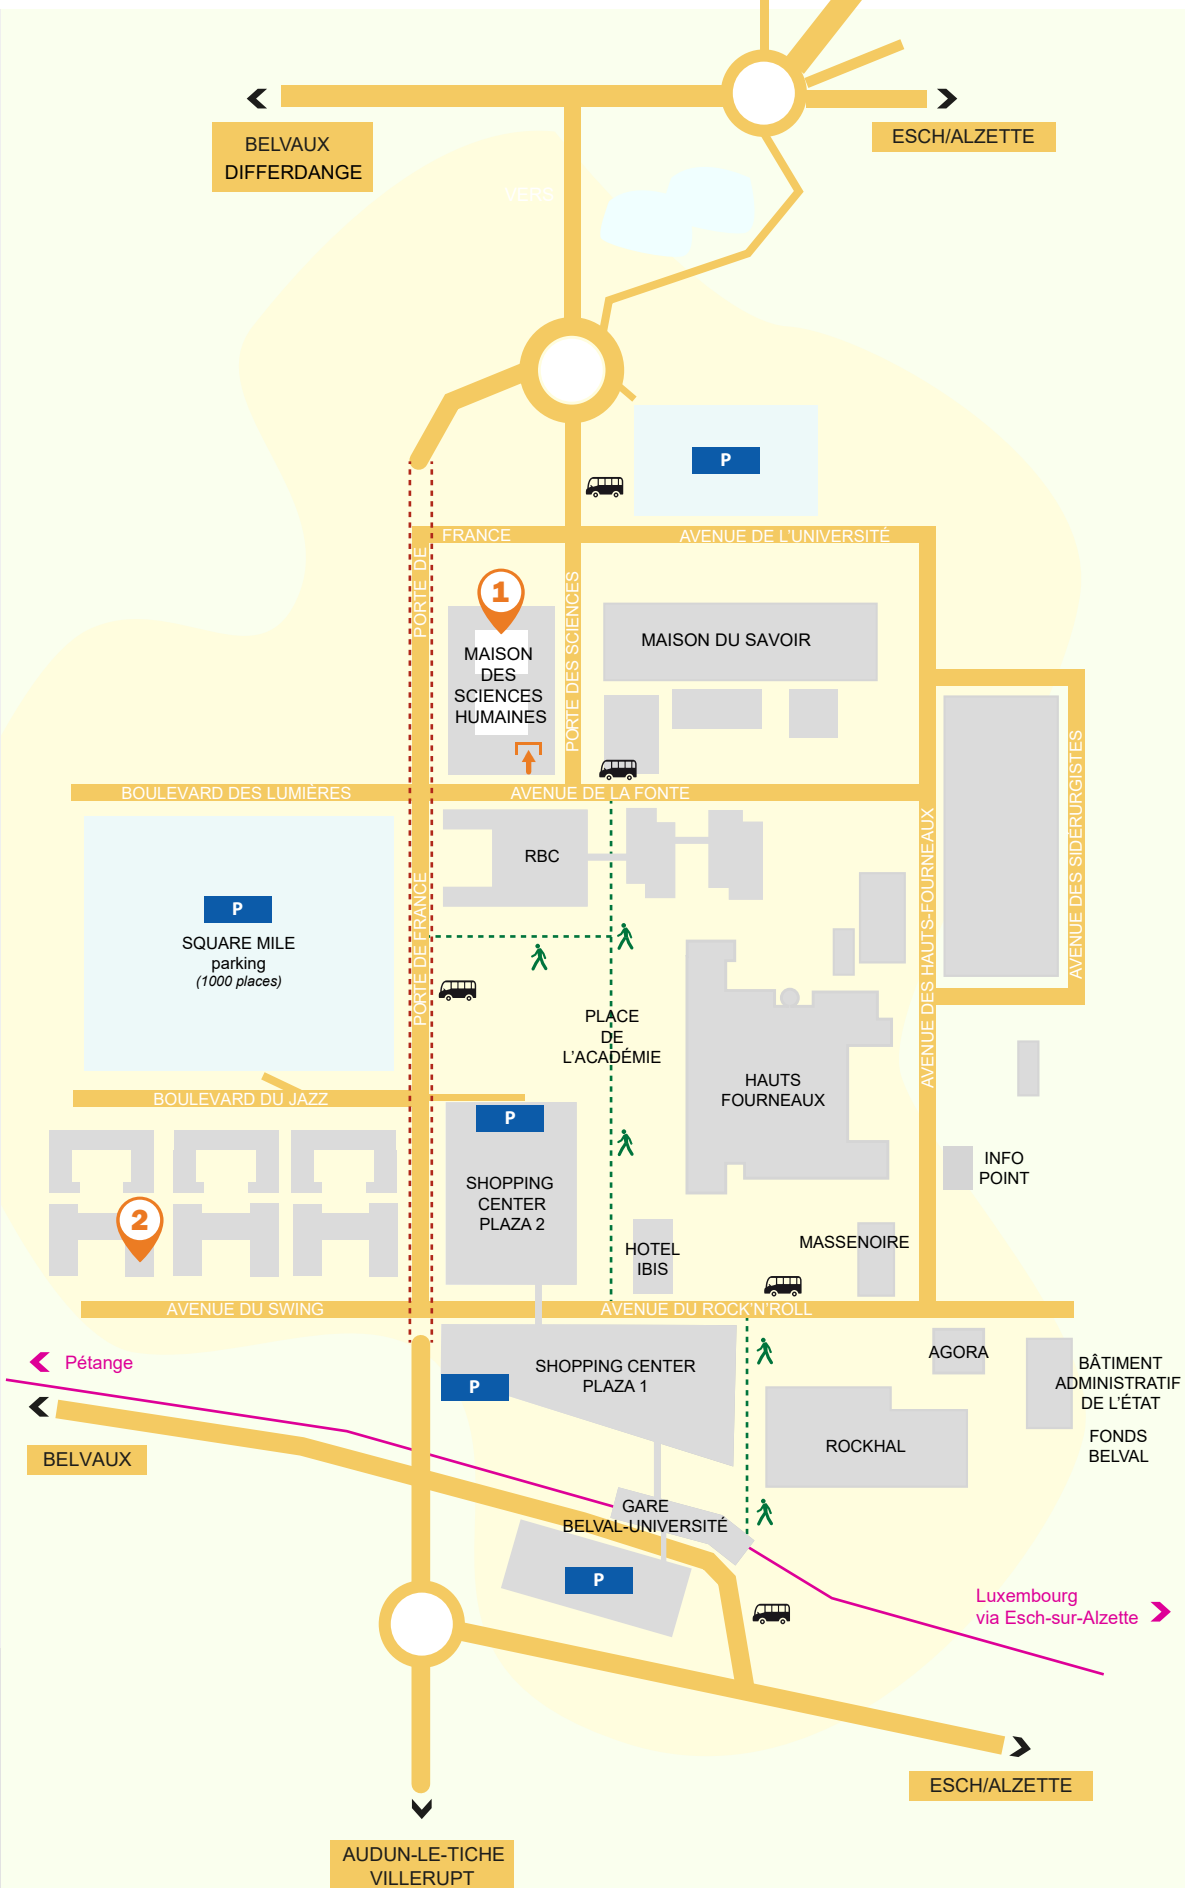 BELVAUX
DIFFERDANGE
ESCH/ALZETTE
VERS
P
FRANCE
AVENUE DE L'UNIVERSITÉ
PORTE DE
1
MAISON
DES
SCIENCES
HUMAINES
PORTE DES SCIENCES
MAISON DU SAVOIR
BOULEVARD DES LUMIÈRES
AVENUE DE LA FONTE
AVENUE DES SIDÉRURGISTES
AVENUE DES HAUTS-FOURNEAUX
RBC
P
SQUARE MILE
parking
(1000 places)
PORTE DE FRANCE
PLACE
DE
L'ACADÉMIE
HAUTS
FOURNEAUX
BOULEVARD DU JAZZ
P
SHOPPING
CENTER
PLAZA 2
INFO
POINT
2
HOTEL
IBIS
MASSENOIRE
AVENUE DU SWING
AVENUE DU ROCK'N'ROLL
Pétange
SHOPPING CENTER
PLAZA 1
P
AGORA
BÂTIMENT
ADMINISTRATIF
DE L'ÉTAT
FONDS
BELVAL
ROCKHAL
BELVAUX
GARE
BELVAL-UNIVERSITÉ
P
Luxembourg
via Esch-sur-Alzette
ESCH/ALZETTE
AUDUN-LE-TICHE
VILLERUPT